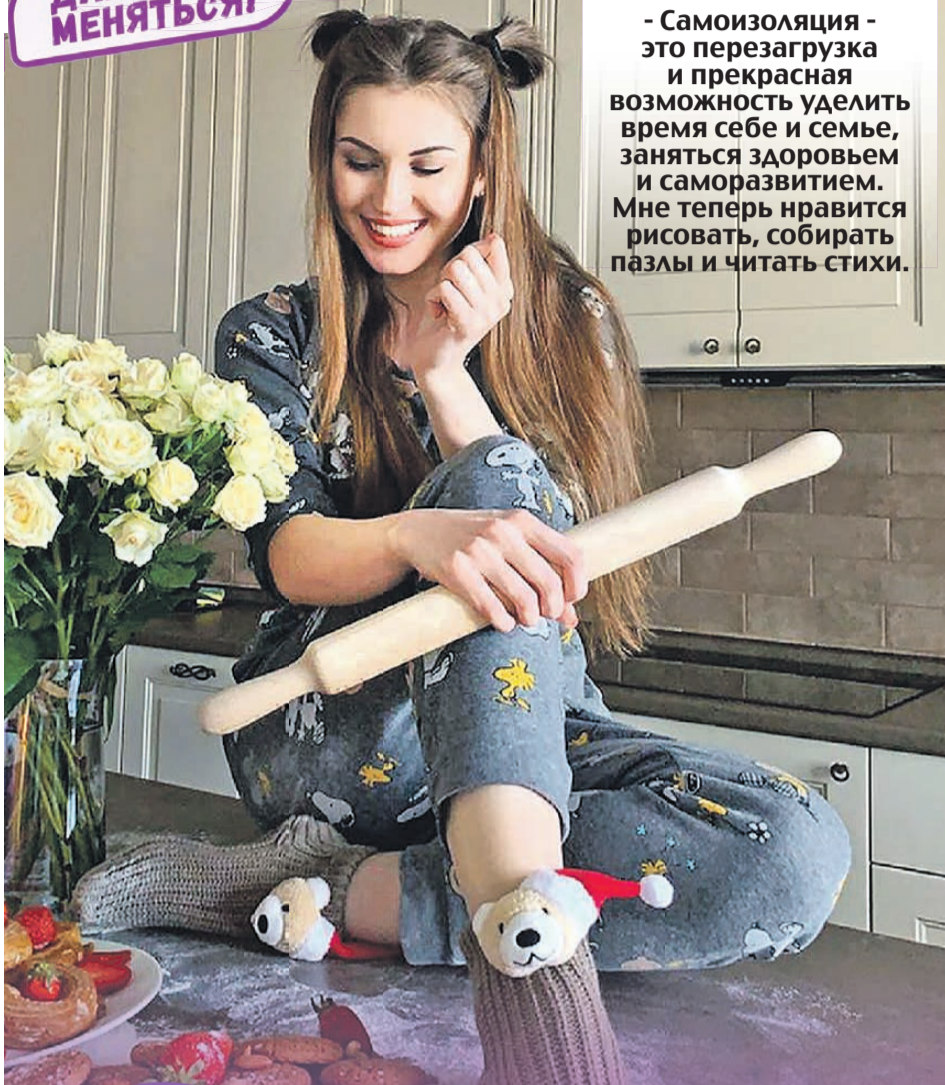 МЕНЯТЬСЯ!
- Самоизоляция -
это перезагрузка
и прекрасная
возможность уделить
время себе и семье,
заняться здоровьем
и саморазвитием.
Мне теперь нравится
рисовать, собирать
пазлы и читать стихи.